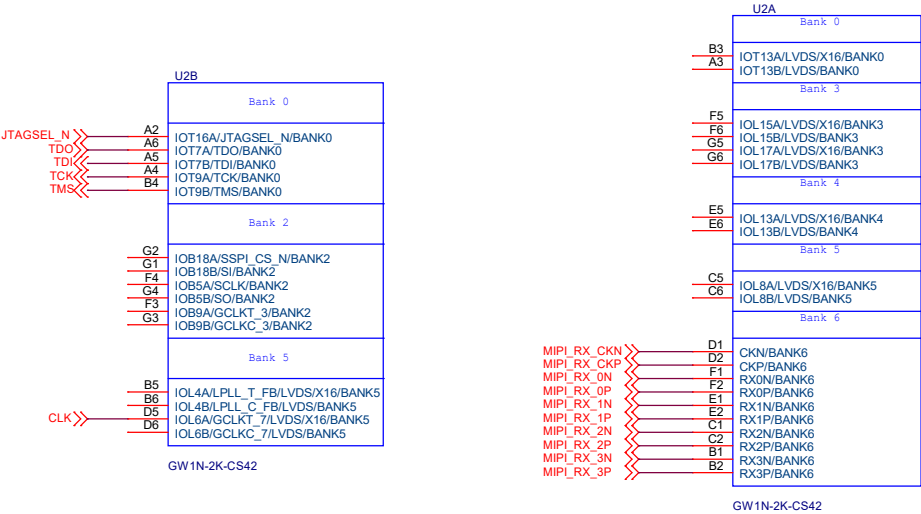 U2B
Bank 0
JTAGSEL_N A2 IOT16A/JTAGSEL_N/BANK0
TDO A6 IOT7A/TDO/BANK0
TDI A5 IOT7B/TDI/BANK0
TCK A4 IOT9A/TCK/BANK0
TMS B4 IOT9B/TMS/BANK0
Bank 2
G2 IOB18A/SSPI_CS_N/BANK2
G1 IOB18B/SI/BANK2
F4 IOB5A/SCLK/BANK2
G4 IOB5B/SO/BANK2
F3 IOB9A/GCLKT_3/BANK2
G3 IOB9B/GCLKC_3/BANK2
Bank 5
B5 IOL4A/LPLL_T_FB/LVDS/X16/BANK5
B6 IOL4B/LPLL_C_FB/LVDS/BANK5
CLK D5 IOL6A/GCLKT_7/LVDS/X16/BANK5
D6 IOL6B/GCLKC_7/LVDS/BANK5
GW1N-2K-CS42
U2A
Bank 0
B3 IOT13A/LVDS/X16/BANK0
A3 IOT13B/LVDS/BANK0
Bank 3
F5 IOL15A/LVDS/X16/BANK3
F6 IOL15B/LVDS/BANK3
G5 IOL17A/LVDS/X16/BANK3
G6 IOL17B/LVDS/BANK3
Bank 4
E5 IOL13A/LVDS/X16/BANK4
E6 IOL13B/LVDS/BANK4
Bank 5
C5 IOL8A/LVDS/X16/BANK5
C6 IOL8B/LVDS/BANK5
Bank 6
MIPI_RX_CKN D1 CKN/BANK6
MIPI_RX_CKP D2 CKP/BANK6
MIPI_RX_0N F1 RX0N/BANK6
MIPI_RX_0P F2 RX0P/BANK6
MIPI_RX_1N E1 RX1N/BANK6
MIPI_RX_1P E2 RX1P/BANK6
MIPI_RX_2N C1 RX2N/BANK6
MIPI_RX_2P C2 RX2P/BANK6
MIPI_RX_3N B1 RX3N/BANK6
MIPI_RX_3P B2 RX3P/BANK6
GW1N-2K-CS42